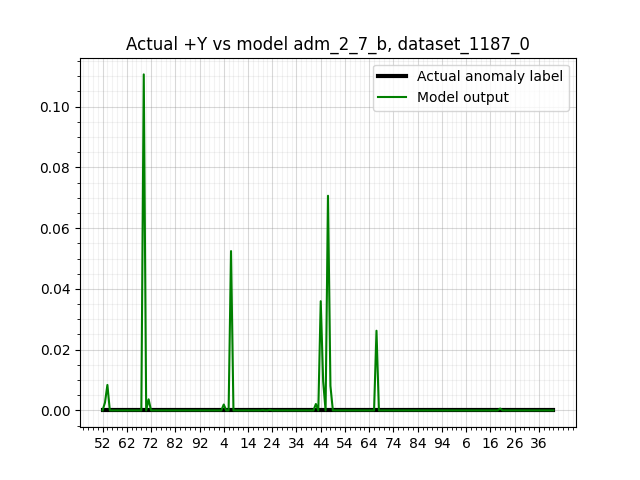 Actual +Y vs model adm_2_7_b, dataset_1187_0
Actual anomaly label
Model output
0.10
0.08
0.06
0.04
0.02
0.00
52 62 72 82 92 4 14 24 34 44 54 64 74 84 94 6 16 26 36